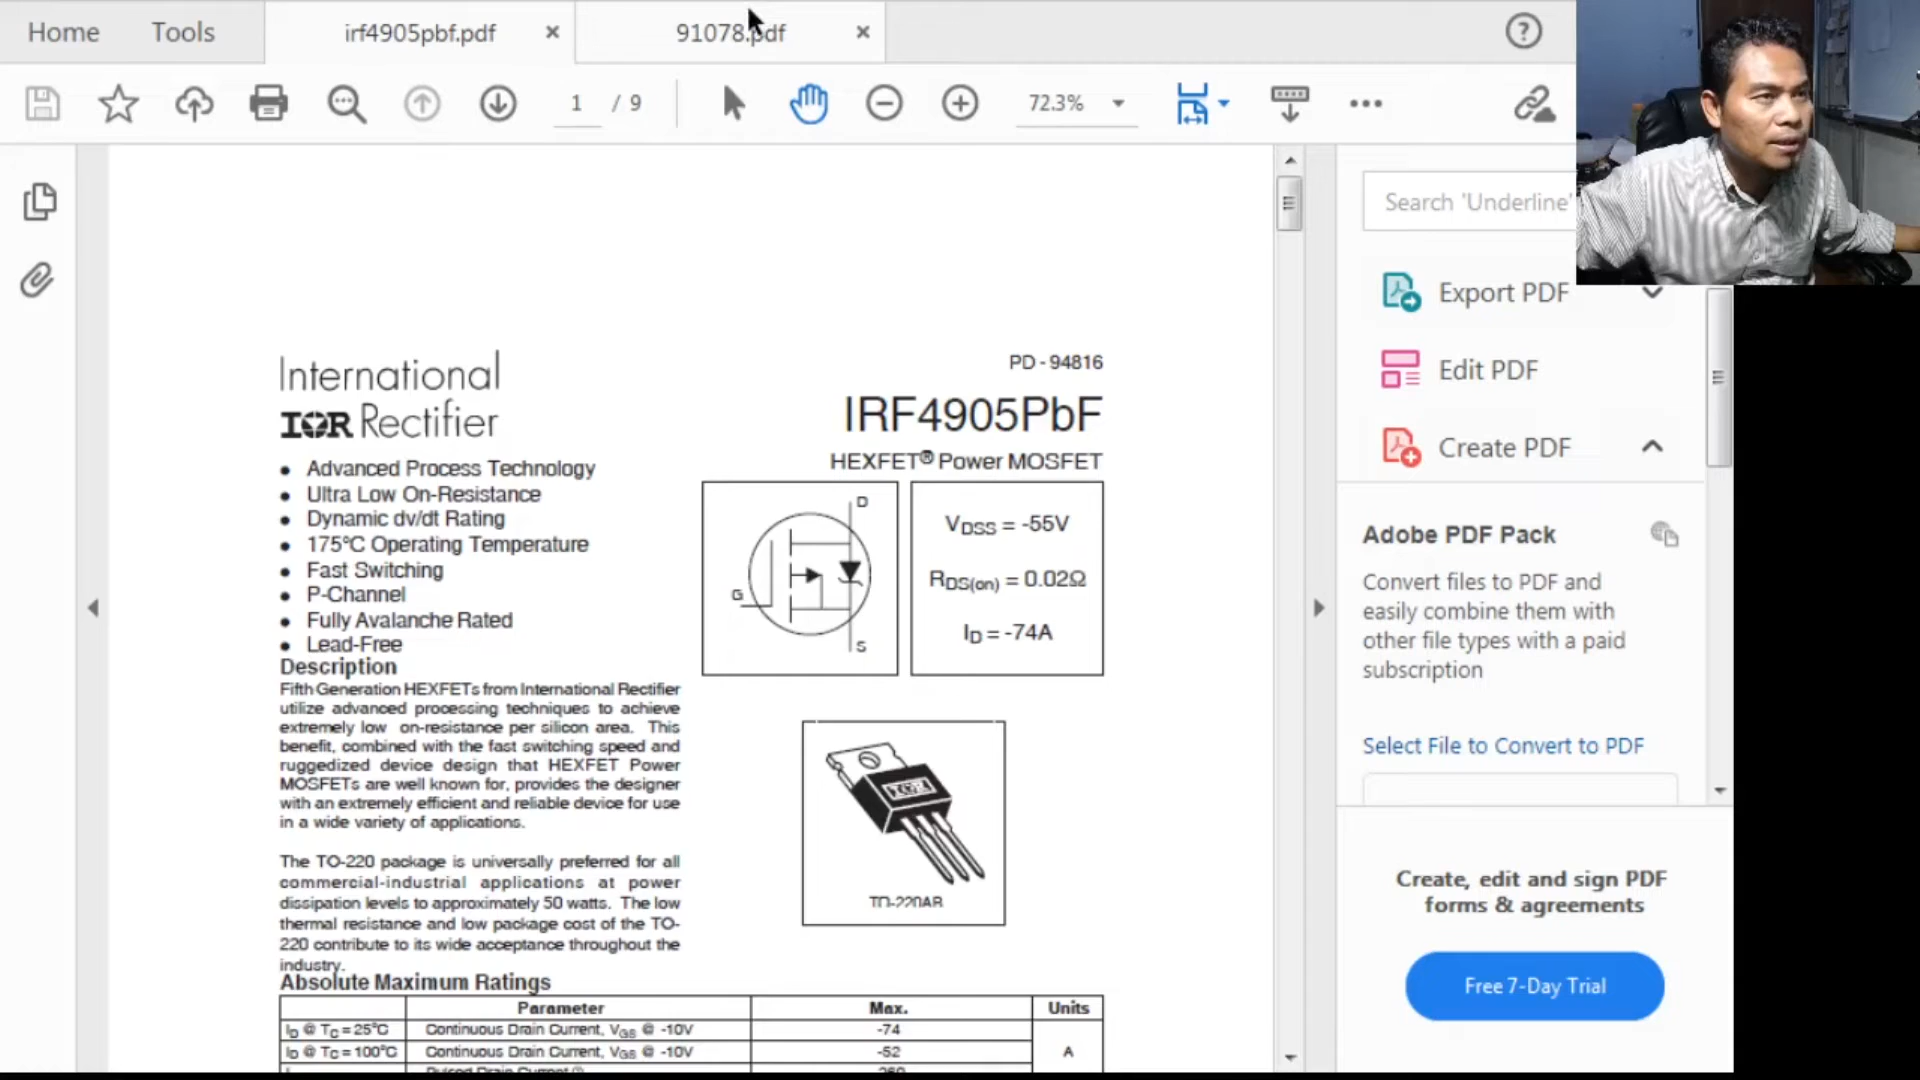 Home
Tools
irf4905pbf.pdf
91078.pdf
1 / 9
72.3%
Search 'Underline'
Export PDF
Edit PDF
Create PDF
Adobe PDF Pack
Convert files to PDF and
easily combine them with
other file types with a paid
subscription
Select File to Convert to PDF
Create, edit and sign PDF
forms & agreements
Free 7-Day Trial
International
IOR Rectifier
PD - 94816
IRF4905PbF
HEXFET® Power MOSFET
• Advanced Process Technology
• Ultra Low On-Resistance
• Dynamic dv/dt Rating
• 175°C Operating Temperature
• Fast Switching
• P-Channel
• Fully Avalanche Rated
• Lead-Free
D
G
S
VDSS = -55V
RDS(on) = 0.02Ω
ID = -74A
Description
Fifth Generation HEXFETs from International Rectifier
utilize advanced processing techniques to achieve
extremely low on-resistance per silicon area. This
benefit, combined with the fast switching speed and
ruggedized device design that HEXFET Power
MOSFETs are well known for, provides the designer
with an extremely efficient and reliable device for use
in a wide variety of applications.
The TO-220 package is universally preferred for all
commercial-industrial applications at power
dissipation levels to approximately 50 watts. The low
thermal resistance and low package cost of the TO-
220 contribute to its wide acceptance throughout the
industry.
TO-220AB
Absolute Maximum Ratings
Parameter Max. Units
ID @ TC = 25°C Continuous Drain Current, VGS @ -10V -74
ID @ TC = 100°C Continuous Drain Current, VGS @ -10V -52 A
Pulsed Drain Current -260